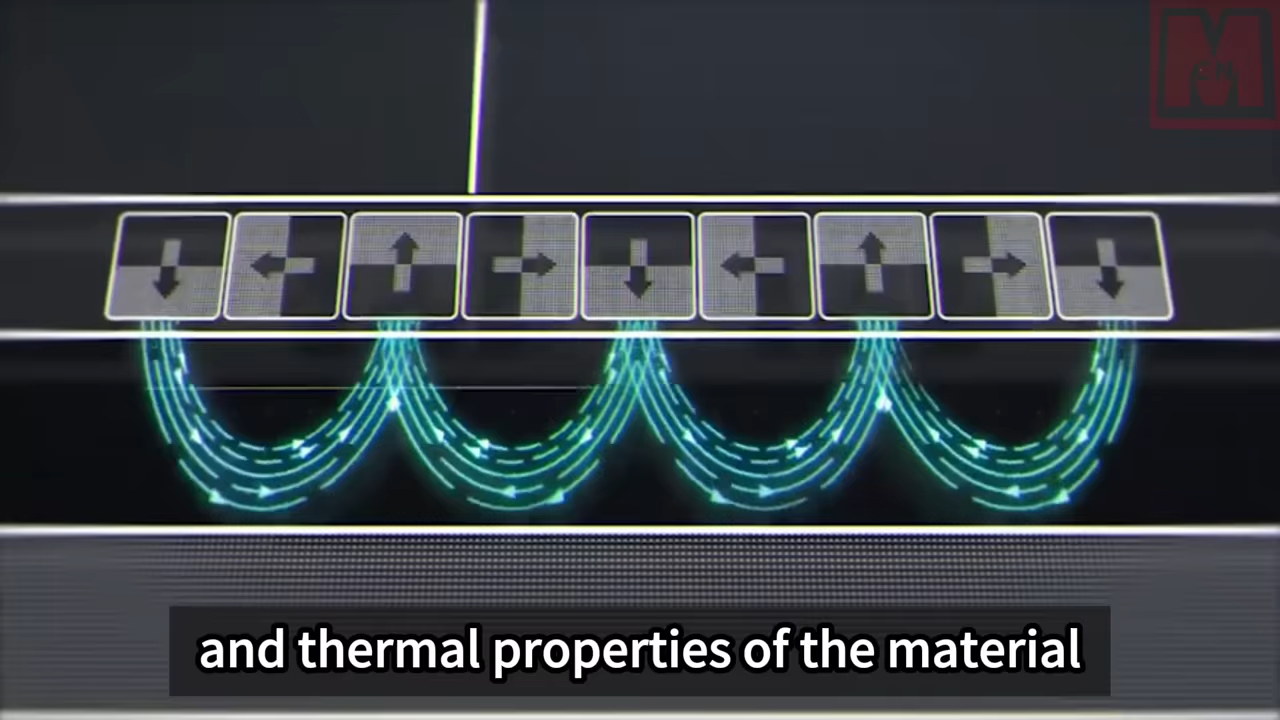 and thermal properties of the material